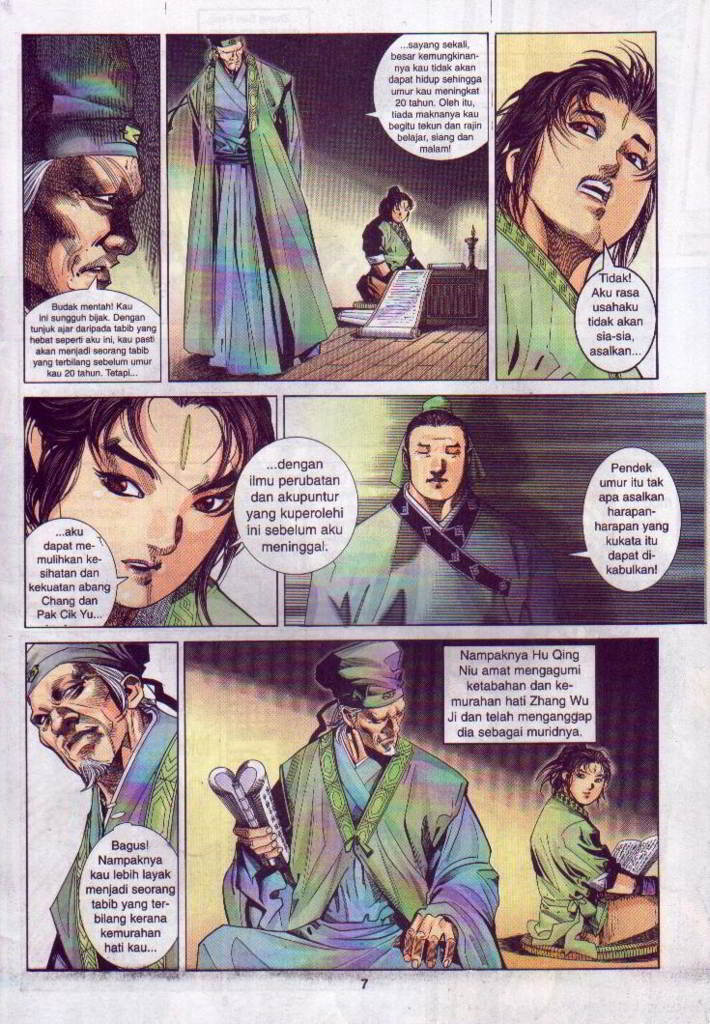 Budak mentah! Kau
ini sungguh bijak. Dengan
tunjuk ajar daripada tabib yang
hebat seperti aku ini, kau pasti
akan menjadi seorang tabib
yang terbilang sebelum umur
kau 20 tahun. Tetapi...
...sayang sekali,
besar kemungkinan-
nya kau tidak akan
dapat hidup sehingga
umur kau meningkat
20 tahun. Oleh itu,
tiada maknanya kau
begitu tekun dan rajin
belajar, siang dan
malam!
Tidak!
Aku rasa
usahaku
tidak akan
sia-sia,
asalkan...
...aku
dapat me-
mulihkan ke-
sihatan dan
kekuatan abang
Chang dan
Pak Cik Yu...
...dengan
ilmu perubatan
dan akupuntur
yang kuperolehi
ini sebelum aku
meninggal.
Pendek
umur itu tak
apa asalkan
harapan-
harapan yang
kukata itu
dapat di-
kabulkan!
Bagus!
Nampaknya
kau lebih layak
menjadi seorang
tabib yang ter-
bilang kerana
kemurahan
hati kau...
Nampaknya Hu Qing
Niu amat mengagumi
ketabahan dan ke-
murahan hati Zhang Wu
Ji dan telah menganggap
dia sebagai muridnya.
7